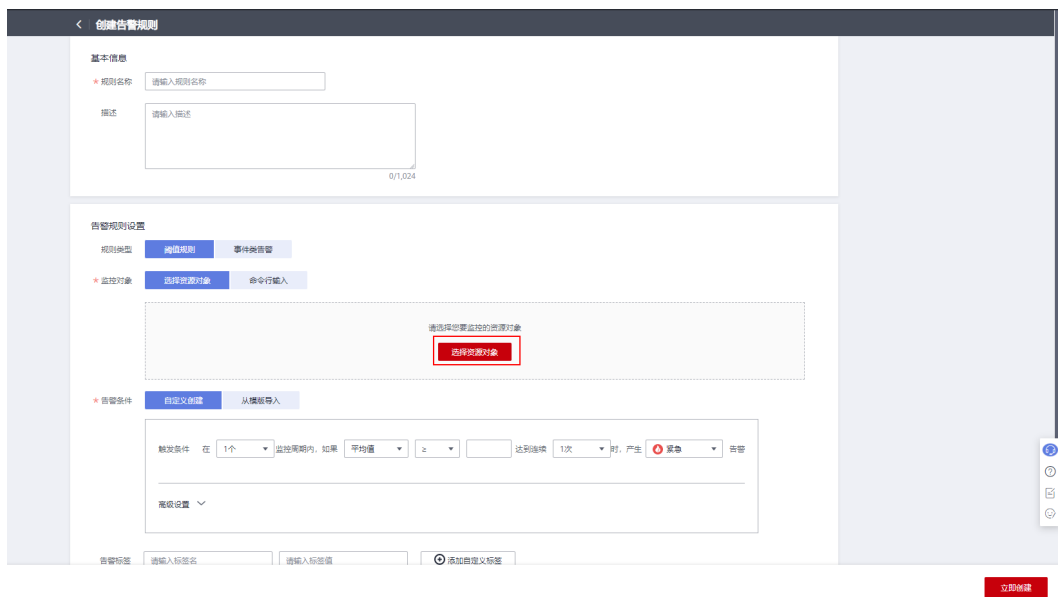 创建告警规则
基本信息
* 规则名称 请输入规则名称
描述 请输入描述
0/1,024
告警规则设置
规则类型 阈值规则 事件类告警
* 监控对象 选择资源对象 命令行输入
请选择您要监控的资源对象
选择资源对象
* 告警条件 自定义创建 从模版导入
触发条件 在 1个 监控周期内，如果 平均值 ≥ 达到连续 1次 时，产生 紧急 告警
高级设置
告警标签 请输入标签名 请输入标签值 添加自定义标签
立即创建